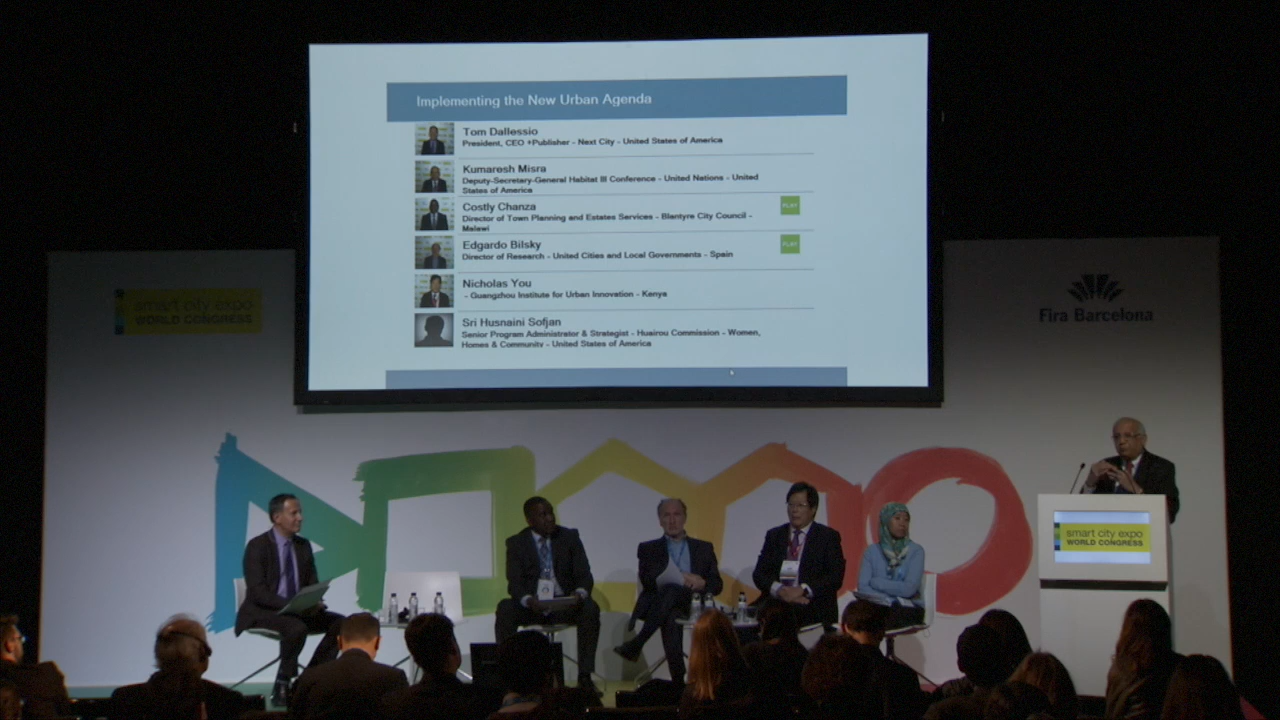 Implementing the New Urban Agenda
Tom Dallessio
President, CEO +Publisher - Next City - United States of America
Kumaresh Misra
Deputy-Secretary-General Habitat III Conference - United Nations - United
States of America
Costly Chanza
PLAY
Director of Town Planning and Estates Services - Blantyre City Council -
Malawi
Edgardo Bilsky
PLAY
Director of Research - United Cities and Local Governments - Spain
Nicholas You
- Guangzhou Institute for Urban Innovation - Kenya
Sri Husnaini Sofjan
Senior Program Administrator & Strategist - Huairou Commission - Women,
Homes & Community - United States of America
smart city expo
WORLD CONGRESS
Fira Barcelona
smart city expo
WORLD CONGRESS